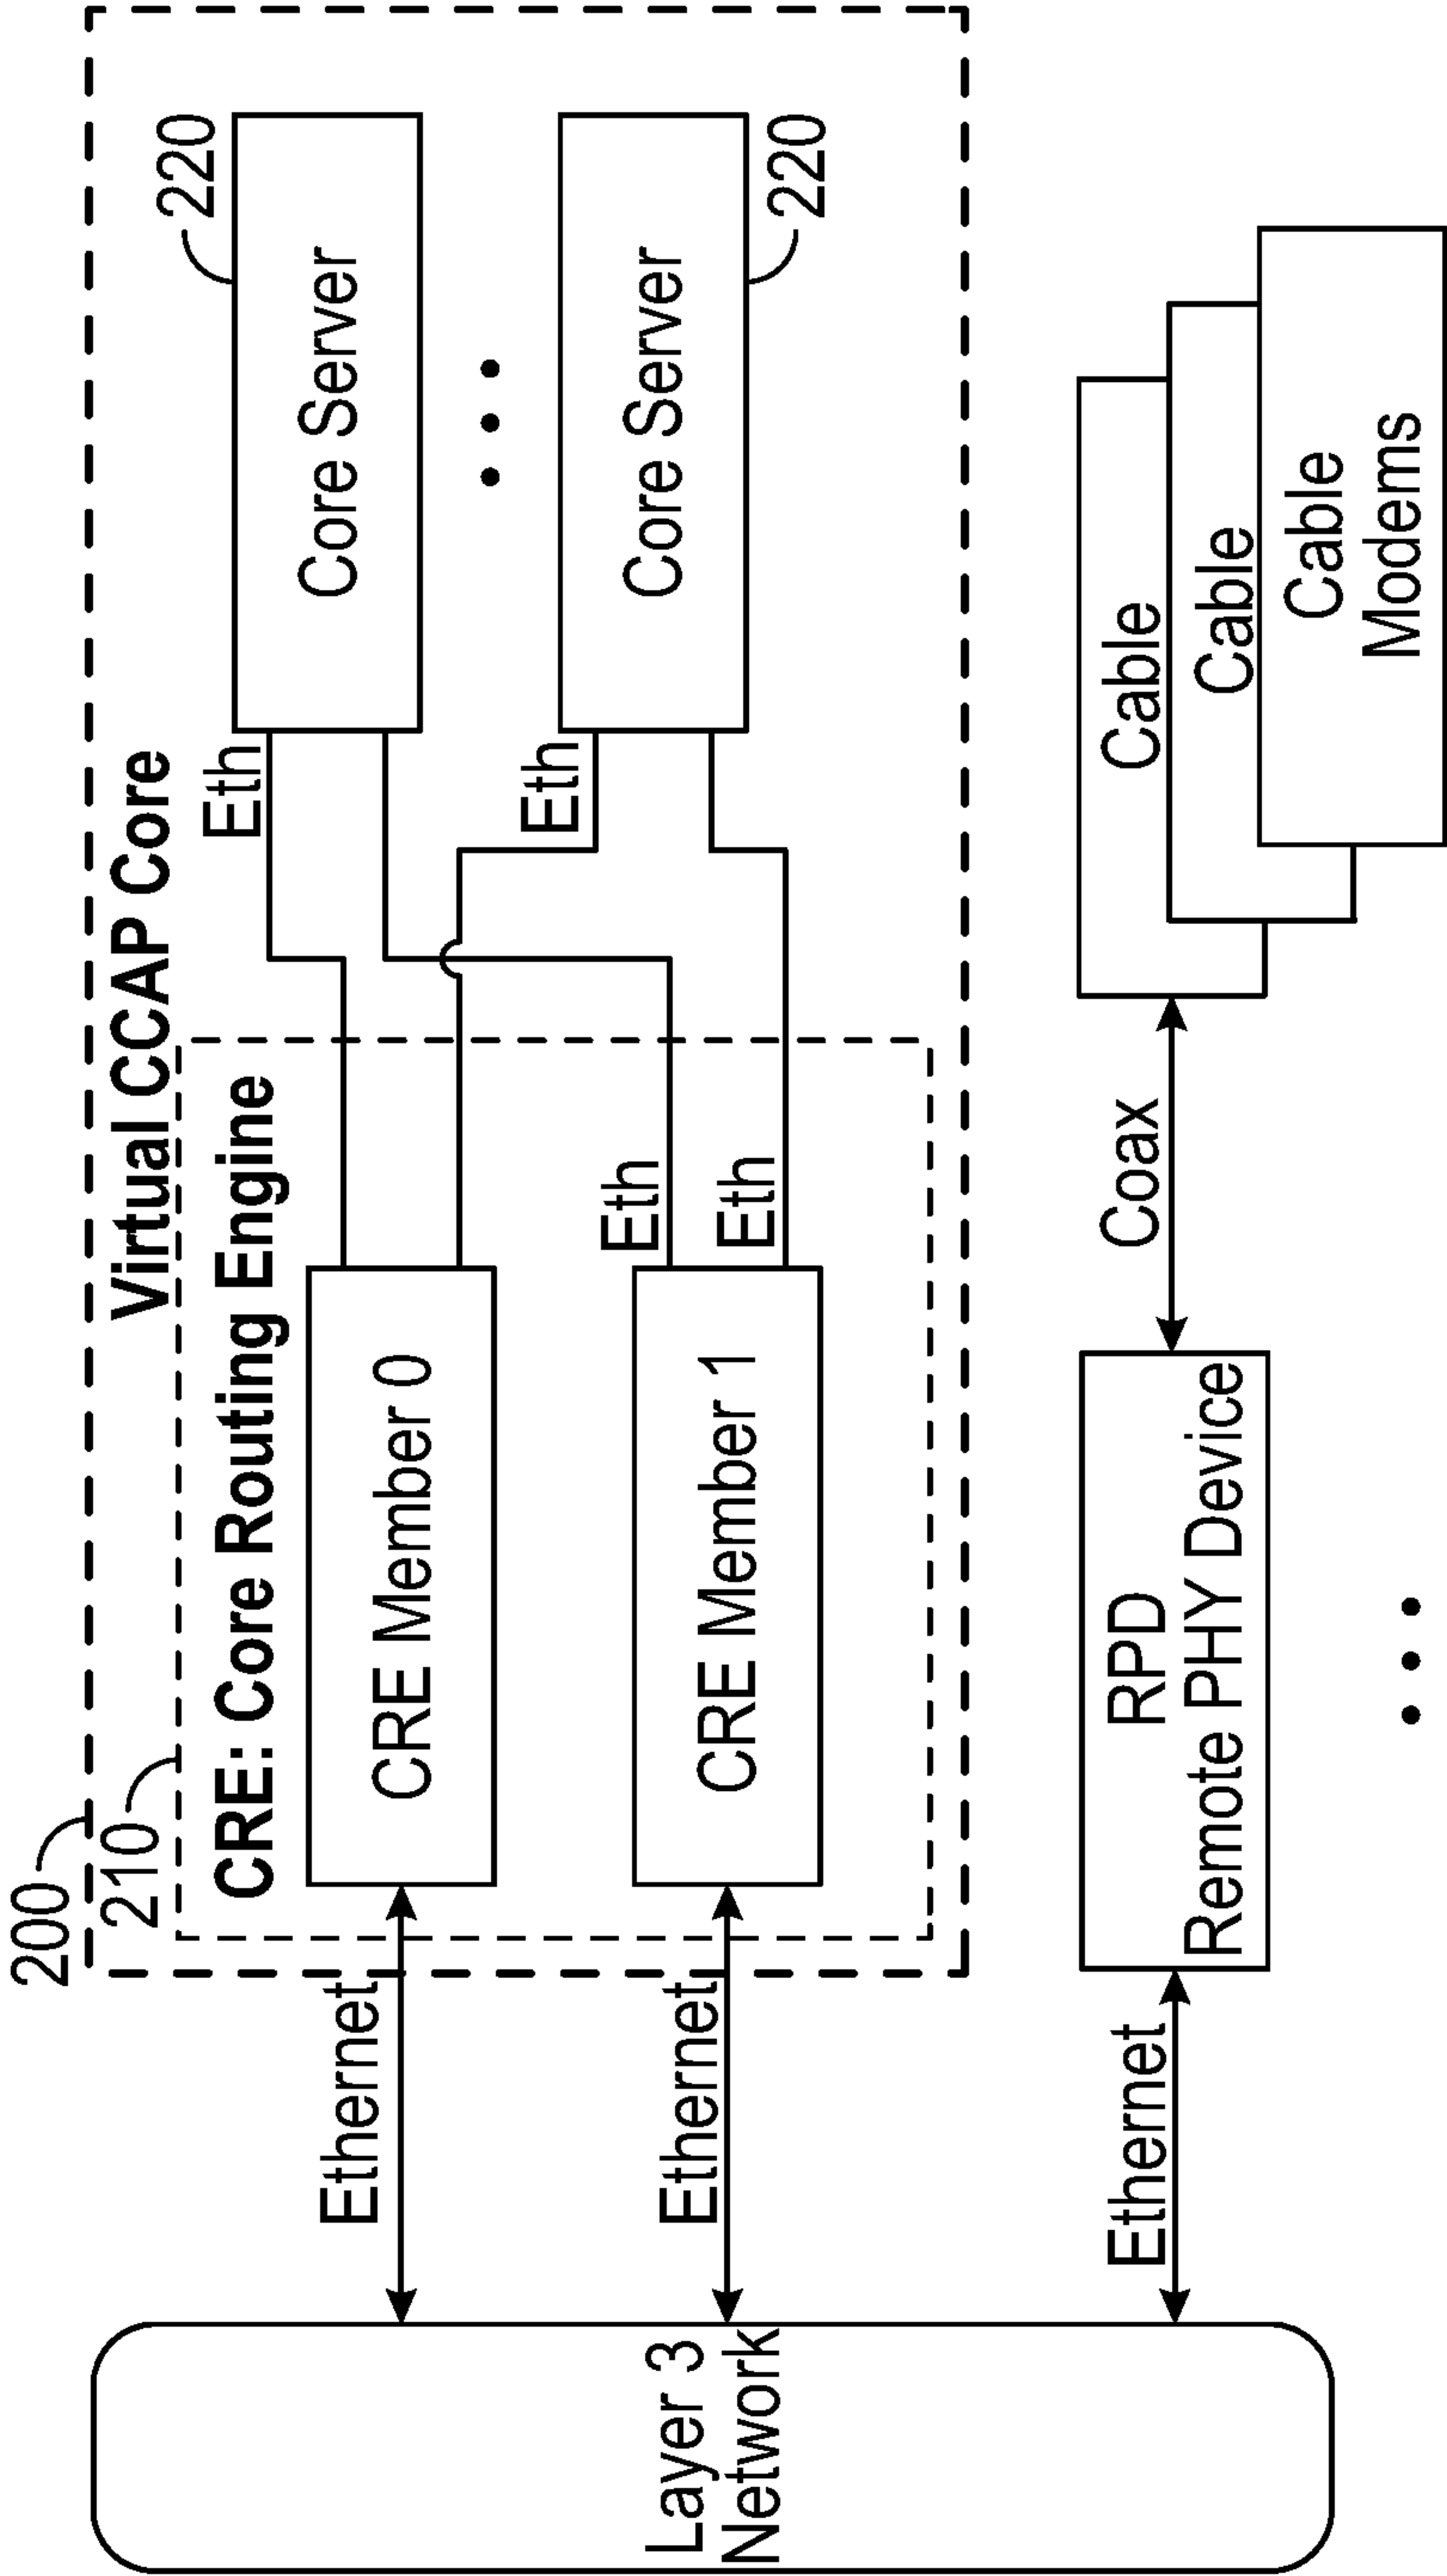 200
210
Virtual CCAP Core
CRE: Core Routing Engine
220
Layer 3
Network
Ethernet
CRE Member 0
Eth
Core Server
Ethernet
CRE Member 1
Eth
Eth
Eth
Core Server
220
Ethernet
RPD
Remote PHY Device
Coax
Cable
Cable
Cable
Modems